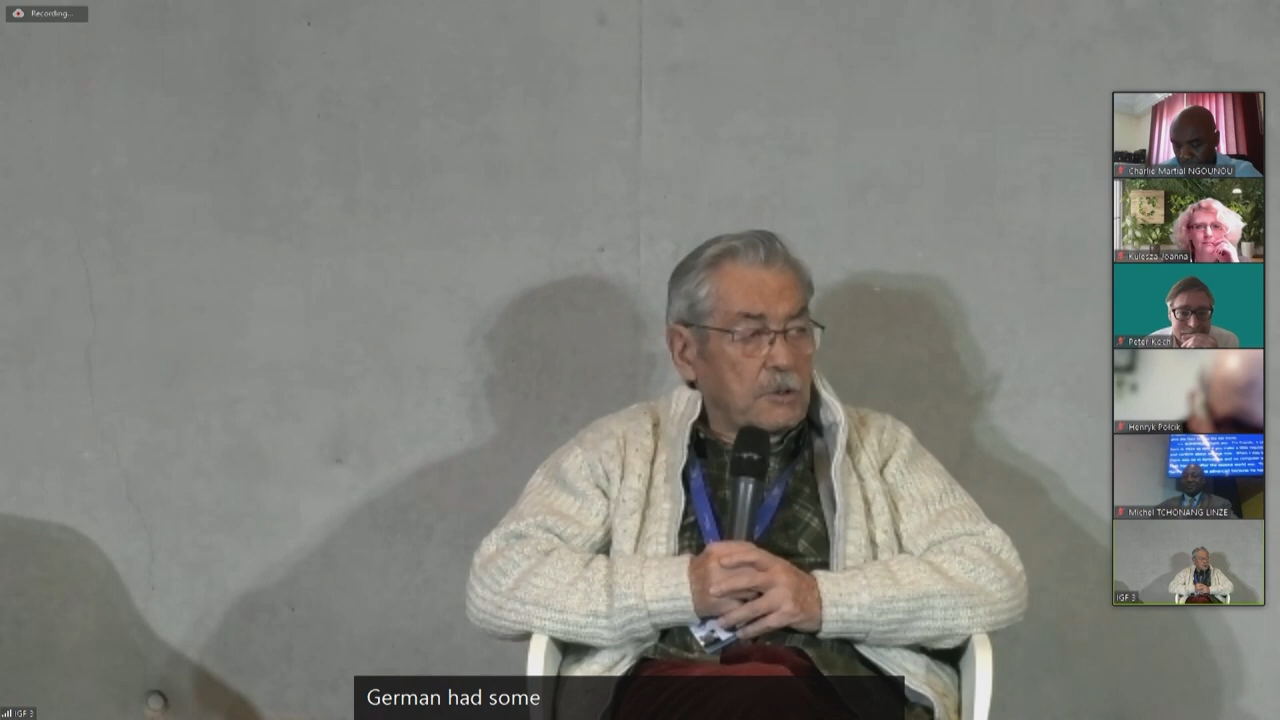 Recording...
Charlie Martial NGOUNOU
Kulesza Joanna
Peter Koch
Henryk Polcik
Michel TCHONANG LINZE
IGF 3
German had some
IGF 3